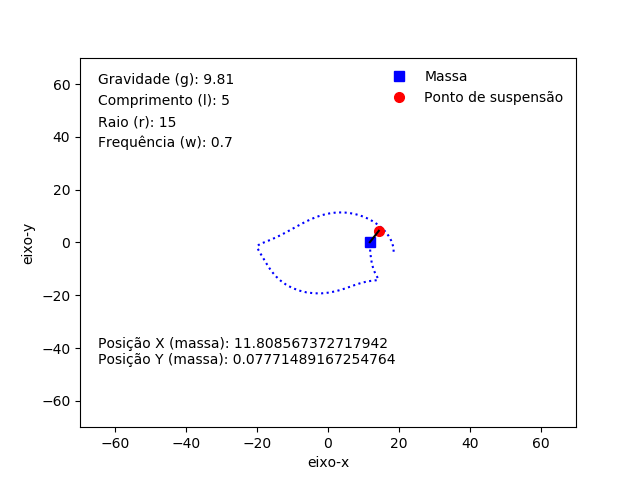 Gravidade (g): 9.81
Comprimento (l): 5
Raio (r): 15
Frequência (w): 0.7
Massa
Ponto de suspensão
60
40
20
0
−20
−40
−60
eixo-y
Posição X (massa): 11.808567372717942
Posição Y (massa): 0.07771489167254764
−60
−40
−20
0
20
40
60
eixo-x